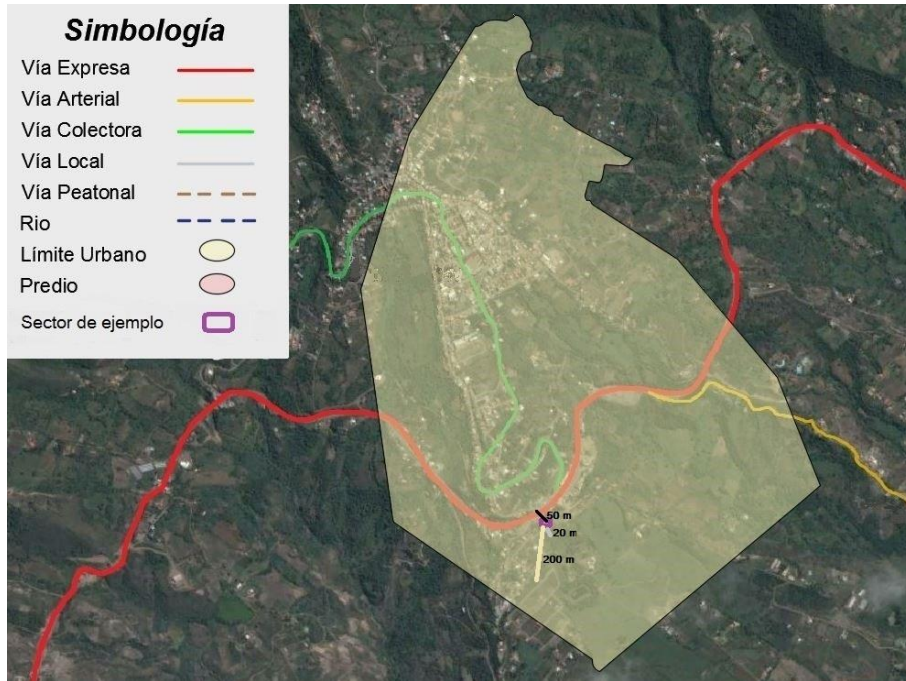 Simbología
Vía Expresa
Vía Arterial
Vía Colectora
Vía Local
Vía Peatonal
Rio
Límite Urbano
Predio
Sector de ejemplo
50 m
20 m
200 m